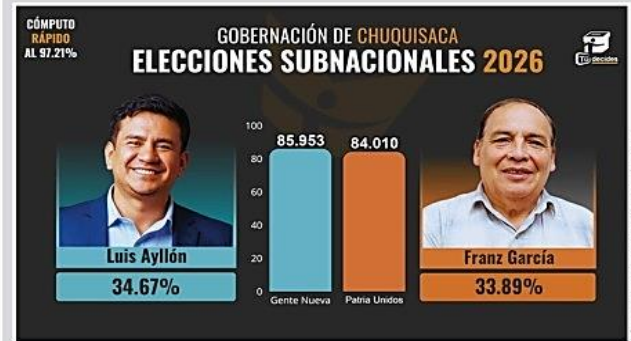 CÓMPUTO
RÁPIDO
AL 97.21%
GOBERNACIÓN DE CHUQUISACA
ELECCIONES SUBNACIONALES 2026
Tú decides
100
80
60
40
20
0
85.953
84.010
Gente Nueva
Patria Unidos
Luis Ayllón
34.67%
Franz García
33.89%